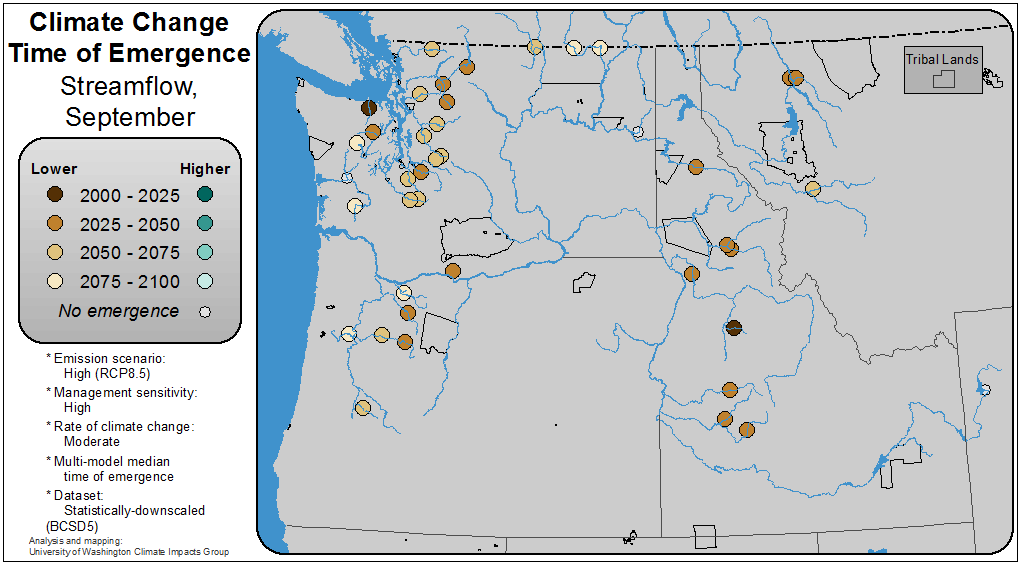 Climate Change
Time of Emergence
Streamflow,
September
Lower Higher
2000 - 2025
2025 - 2050
2050 - 2075
2075 - 2100
No emergence
* Emission scenario:
High (RCP8.5)
* Management sensitivity:
High
* Rate of climate change:
Moderate
* Multi-model median
time of emergence
* Dataset:
Statistically-downscaled
(BCSD5)
Analysis and mapping:
University of Washington Climate Impacts Group
Tribal Lands